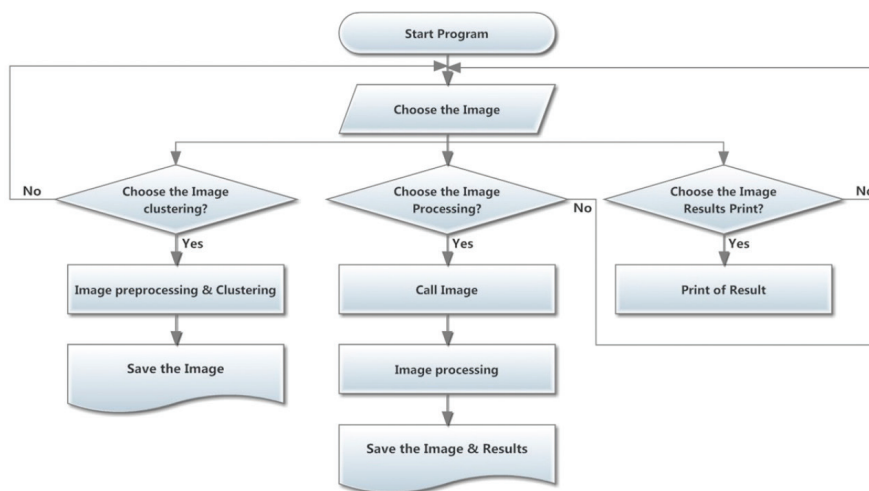 Start Program
Choose the Image
Choose the Image
clustering?
No
Yes
Choose the Image
Processing?
No
Yes
Choose the Image
Results Print?
No
Yes
Image preprocessing & Clustering
Call Image
Print of Result
Save the Image
Image processing
Save the Image & Results